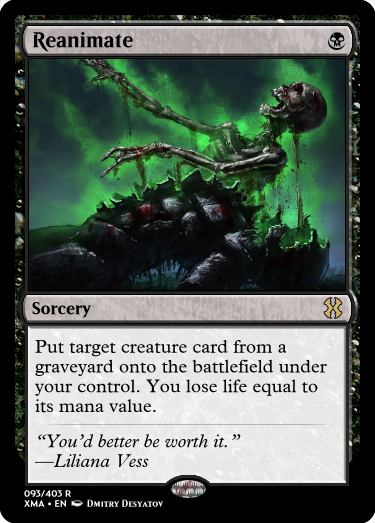 Reanimate
Sorcery
Put target creature card from a
graveyard onto the battlefield under
your control. You lose life equal to
its mana value.
“You’d better be worth it.”
—Liliana Vess
093/403 R
XMA • EN Dmitry Desyatov